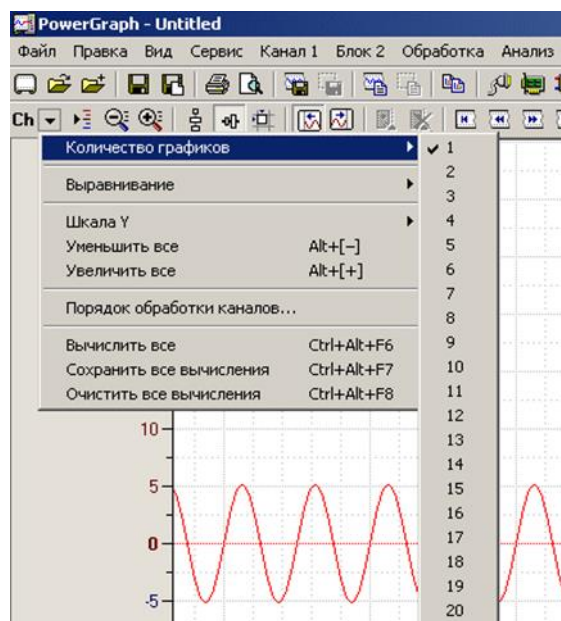 PowerGraph - Untitled
Файл Правка Вид Сервис Канал 1 Блок 2 Обработка Анализ
Ch
Количество графиков
Выравнивание
Шкала Y
Уменьшить все Alt+[–]
Увеличить все Alt+[+]
Порядок обработки каналов...
Вычислить все Ctrl+Alt+F6
Сохранить все вычисления Ctrl+Alt+F7
Очистить все вычисления Ctrl+Alt+F8
1
2
3
4
5
6
7
8
9
10
11
12
13
14
15
16
17
18
19
20
10
5
0
-5